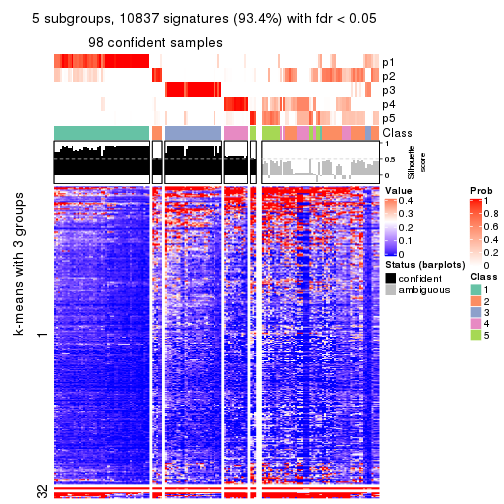 5 subgroups, 10837 signatures (93.4%) with fdr < 0.05
98 confident samples
p1
p2
p3
p4
p5
Class
1
0.5
0
Silhouette
score
k-means with 3 groups
1
32
Value
0.4
0.3
0.2
0.1
0
Status (barplots)
confident
ambiguous
Prob
1
0.8
0.6
0.4
0.2
0
Class
1
2
3
4
5